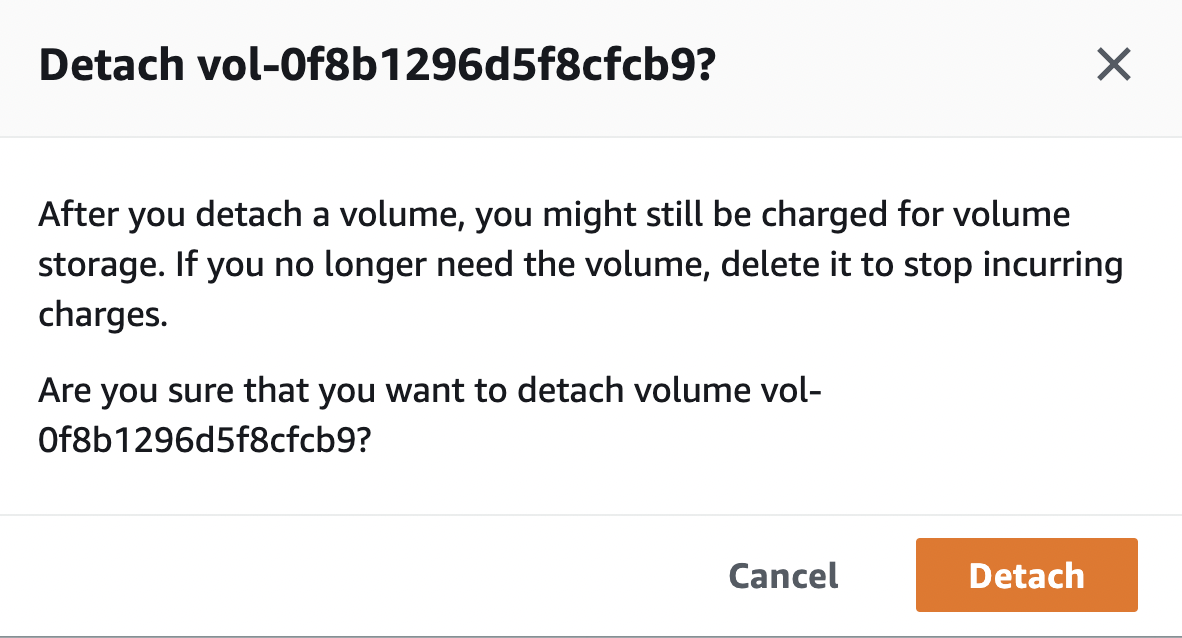 Detach vol-0f8b1296d5f8cfcb9?
After you detach a volume, you might still be charged for volume
storage. If you no longer need the volume, delete it to stop incurring
charges.
Are you sure that you want to detach volume vol-
0f8b1296d5f8cfcb9?
Cancel
Detach